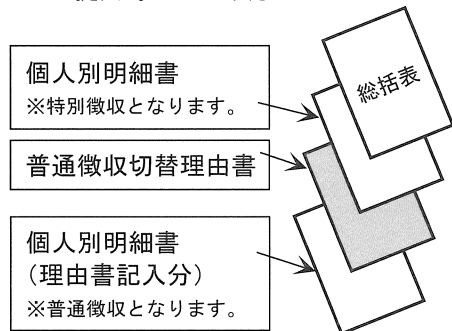 総括表
個人別明細書
※特別徴収となります。
普通徴収切替理由書
個人別明細書
（理由書記入分）
※普通徴収となります。